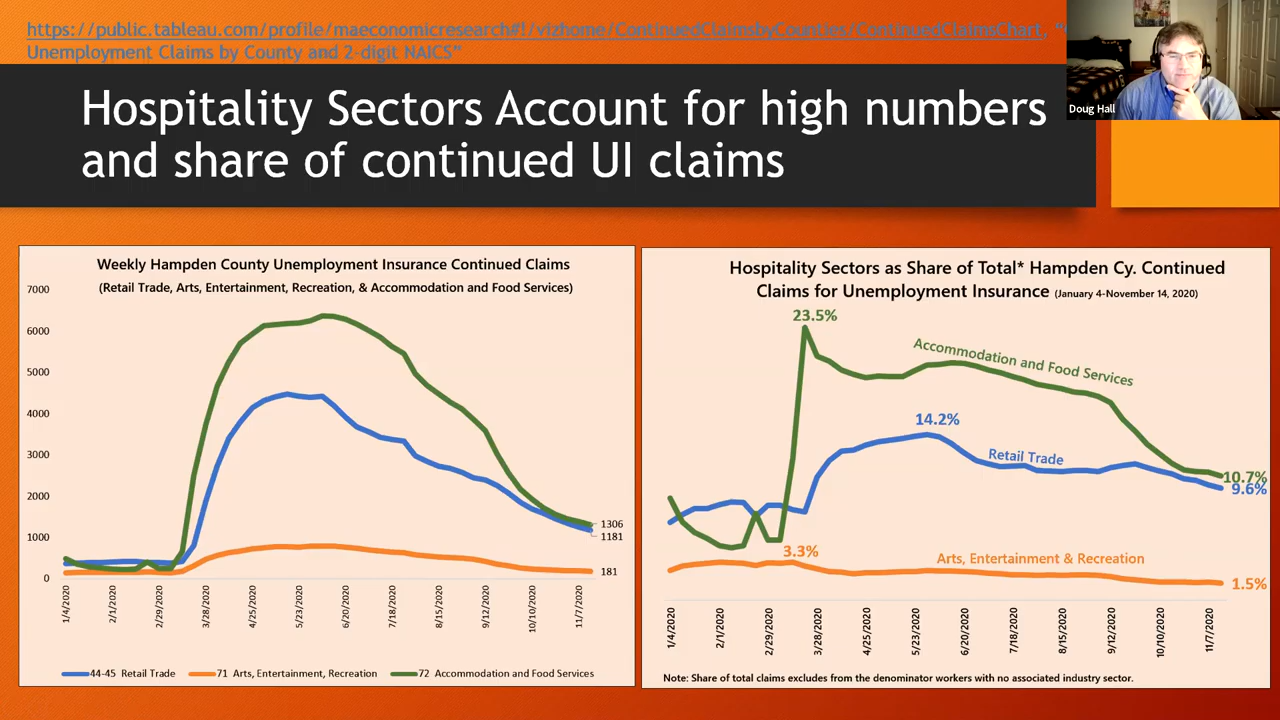 https://public.tableau.com/profile/maeconomicresearch#!/vizhome/ContinuedClaimsbyCounties/ContinuedClaimsChart, "
Unemployment Claims by County and 2-digit NAICS"
Doug Hall
Hospitality Sectors Account for high numbers
and share of continued UI claims
Weekly Hampden County Unemployment Insurance Continued Claims
(Retail Trade, Arts, Entertainment, Recreation, & Accommodation and Food Services)
7000
6000
5000
4000
3000
2000
1000
0
1306
1181
181
1/4/2020
2/1/2020
2/29/2020
3/28/2020
4/25/2020
5/23/2020
6/20/2020
7/18/2020
8/15/2020
9/12/2020
10/10/2020
11/7/2020
44-45 Retail Trade
71 Arts, Entertainment, Recreation
72 Accommodation and Food Services
Hospitality Sectors as Share of Total* Hampden Cy. Continued
Claims for Unemployment Insurance (January 4-November 14, 2020)
23.5%
Accommodation and Food Services
14.2%
Retail Trade
10.7%
9.6%
3.3%
Arts, Entertainment & Recreation
1.5%
1/4/2020
2/1/2020
2/29/2020
3/28/2020
4/25/2020
5/23/2020
6/20/2020
7/18/2020
8/15/2020
9/12/2020
10/10/2020
11/7/2020
Note: Share of total claims excludes from the denominator workers with no associated industry sector.